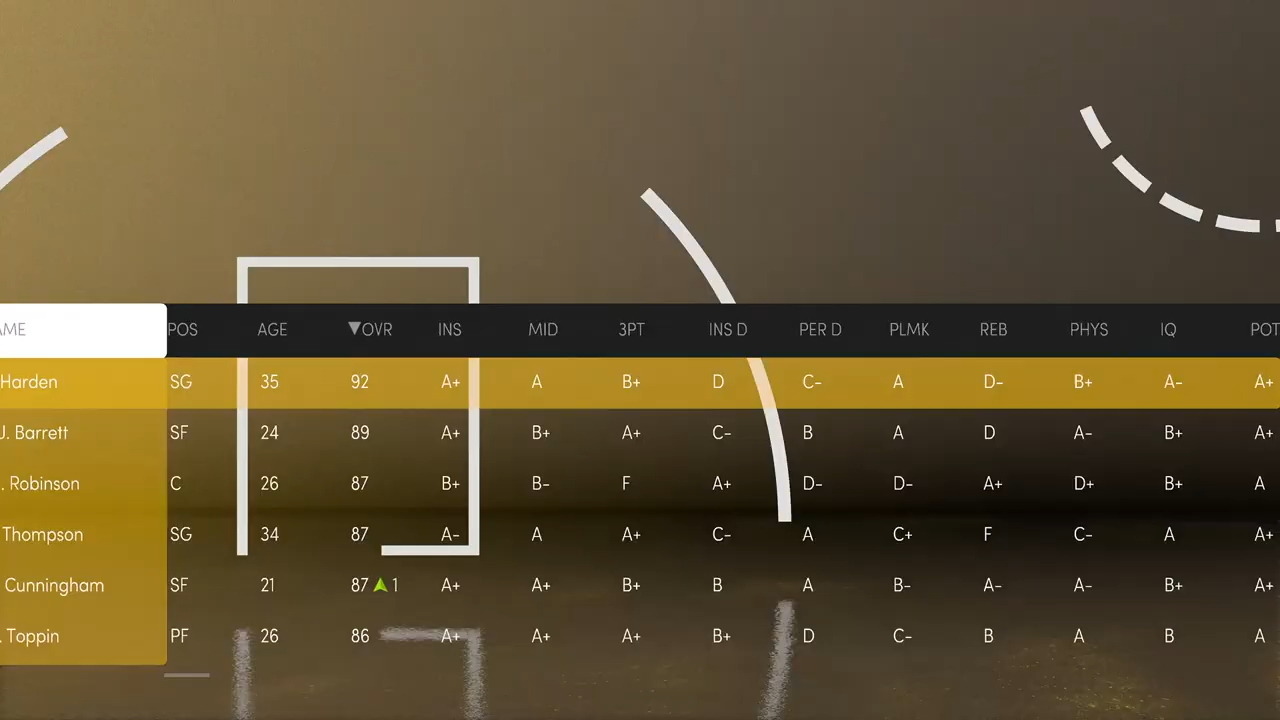 AME POS AGE ▼OVR INS MID 3PT INS D PER D PLMK REB PHYS IQ POT
Harden SG 35 92 A+ A B+ D C- A D- B+ A- A+
J. Barrett SF 24 89 A+ B+ A+ C- B A D A- B+ A+
. Robinson C 26 87 B+ B- F A+ D- D- A+ D+ B+ A
Thompson SG 34 87 A- A A+ C- A C+ F C- A A+
Cunningham SF 21 87 ▲ 1 A+ A+ B+ B A B- A- A- B+ A+
. Toppin PF 26 86 A+ A+ A+ B+ D C- B A B A